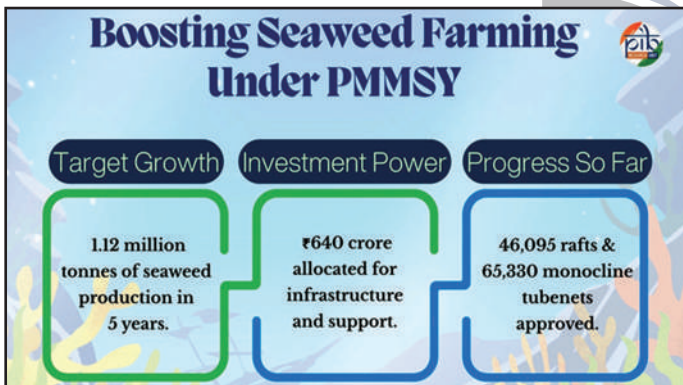 Boosting Seaweed Farming
Under PMMSY
pib
Target Growth
1.12 million
tonnes of seaweed
production in
5 years.
Investment Power
₹640 crore
allocated for
infrastructure
and support.
Progress So Far
46,095 rafts &
65,330 monocline
tubenets
approved.